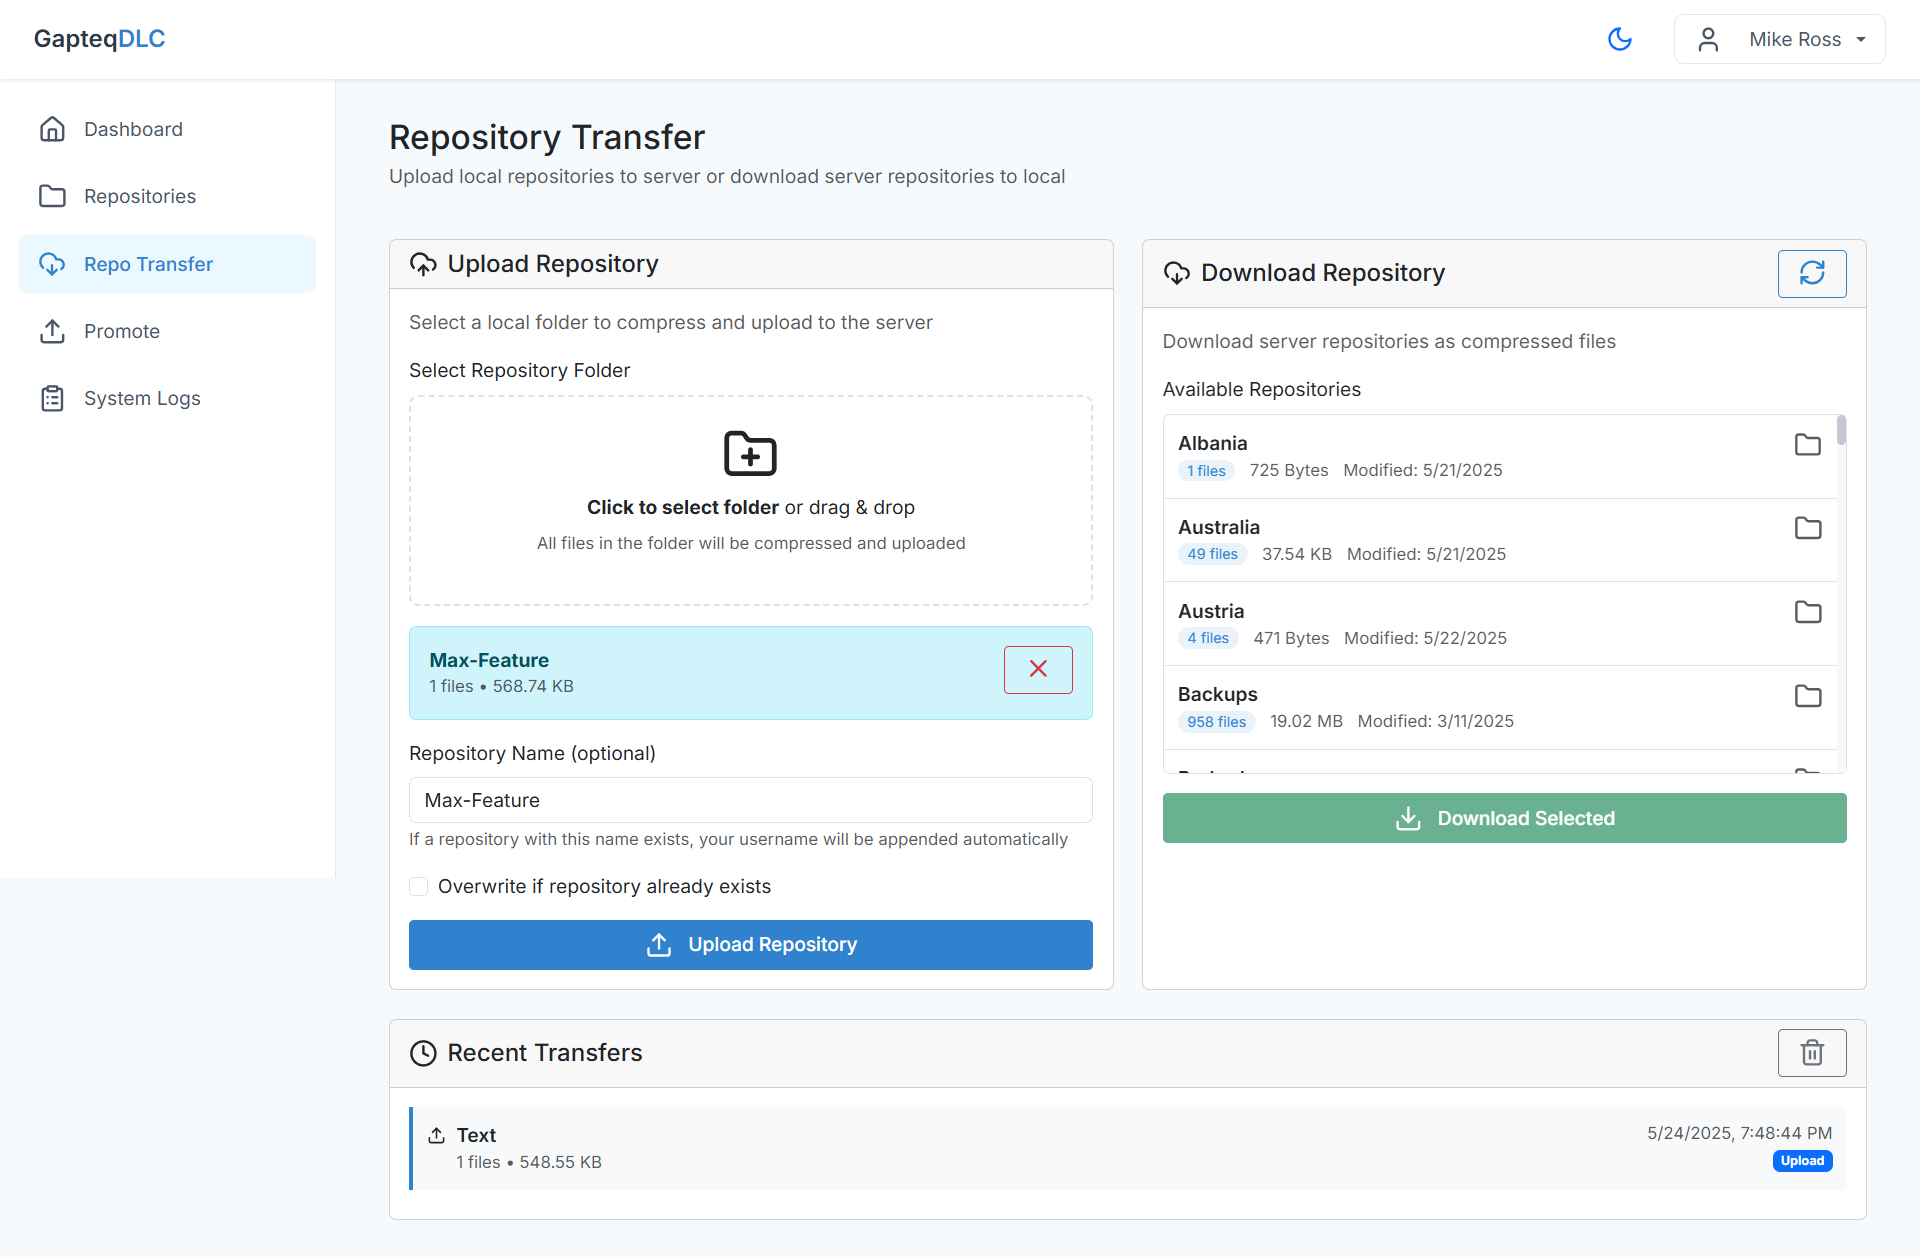 GapteqDLC
Mike Ross
Dashboard
Repositories
Repo Transfer
Promote
System Logs
Repository Transfer
Upload local repositories to server or download server repositories to local
Upload Repository
Select a local folder to compress and upload to the server
Select Repository Folder
Click to select folder or drag & drop
All files in the folder will be compressed and uploaded
Max-Feature
1 files • 568.74 KB
Repository Name (optional)
Max-Feature
If a repository with this name exists, your username will be appended automatically
Overwrite if repository already exists
Upload Repository
Download Repository
Download server repositories as compressed files
Available Repositories
Albania
1 files 725 Bytes Modified: 5/21/2025
Australia
49 files 37.54 KB Modified: 5/21/2025
Austria
4 files 471 Bytes Modified: 5/22/2025
Backups
958 files 19.02 MB Modified: 3/11/2025
Download Selected
Recent Transfers
Text
1 files • 548.55 KB
5/24/2025, 7:48:44 PM
Upload